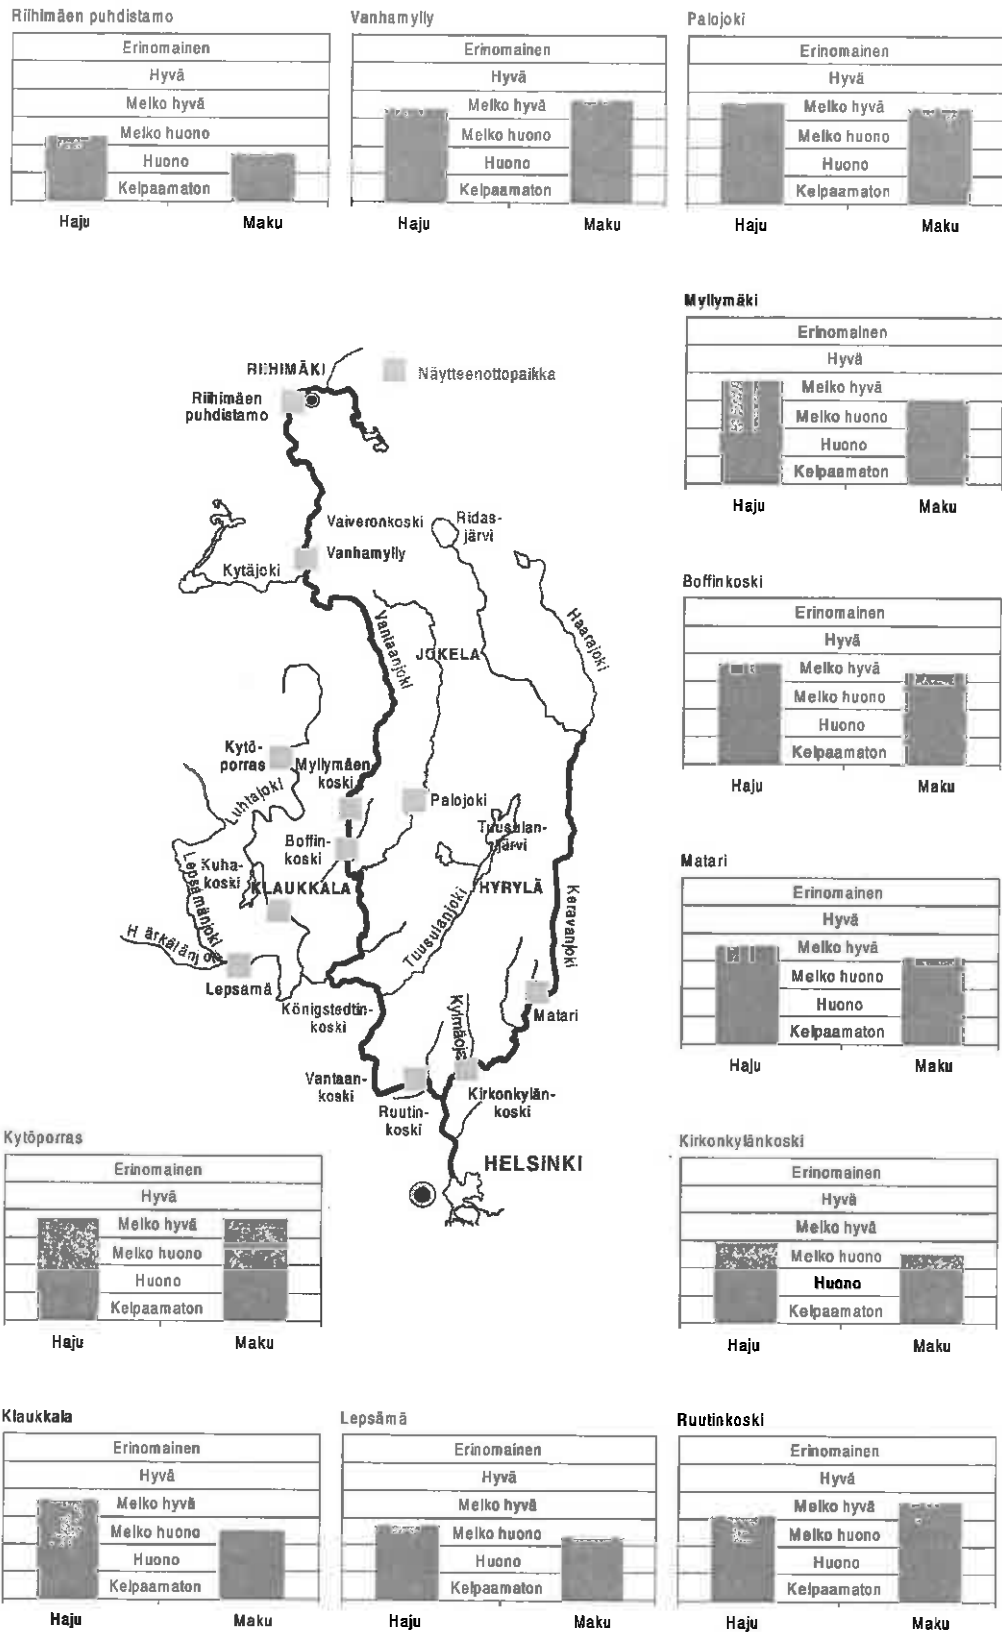 Riihimäen puhdistamo
Erinomainen
Hyvä
Melko hyvä
Melko huono
Huono
Kelpaamaton
Haju
Maku
Vanhamylly
Erinomainen
Hyvä
Melko hyvä
Melko huono
Huono
Kelpaamaton
Haju
Maku
Palojoki
Erinomainen
Hyvä
Melko hyvä
Melko huono
Huono
Kelpaamaton
Haju
Maku
Myllymäki
Erinomainen
Hyvä
Melko hyvä
Melko huono
Huono
Kelpaamaton
Haju
Maku
RIIHIMÄKI
Näytteenottopaikka
Riihimäen
puhdistamo
Vaiveronkoski
Ridas-
järvi
Vanhamylly
Kytäjoki
Haarajoki
Vantaanjoki
JOKELA
Kytö-
porras
Myllymäen
koski
Luhtajoki
Palojoki
Tuusulan-
järvi
Boffin-
koski
Kuha-
koski
KLAUKKALA
HYRYLÄ
Lepsämänjoki
Keravanjoki
Tuusulanjoki
Härkälänjoki
Lepsämä
Königstedtin-
koski
Matari
Kylmäoja
Vantaan-
koski
Ruutin-
koski
Kirkonkylän-
koski
HELSINKI
Boffinkoski
Erinomainen
Hyvä
Melko hyvä
Melko huono
Huono
Kelpaamaton
Haju
Maku
Matari
Erinomainen
Hyvä
Melko hyvä
Melko huono
Huono
Kelpaamaton
Haju
Maku
Kytöporras
Erinomainen
Hyvä
Melko hyvä
Melko huono
Huono
Kelpaamaton
Haju
Maku
Kirkonkylänkoski
Erinomainen
Hyvä
Melko hyvä
Melko huono
Huono
Kelpaamaton
Haju
Maku
Klaukkala
Erinomainen
Hyvä
Melko hyvä
Melko huono
Huono
Kelpaamaton
Haju
Maku
Lepsämä
Erinomainen
Hyvä
Melko hyvä
Melko huono
Huono
Kelpaamaton
Haju
Maku
Ruutinkoski
Erinomainen
Hyvä
Melko hyvä
Melko huono
Huono
Kelpaamaton
Haju
Maku